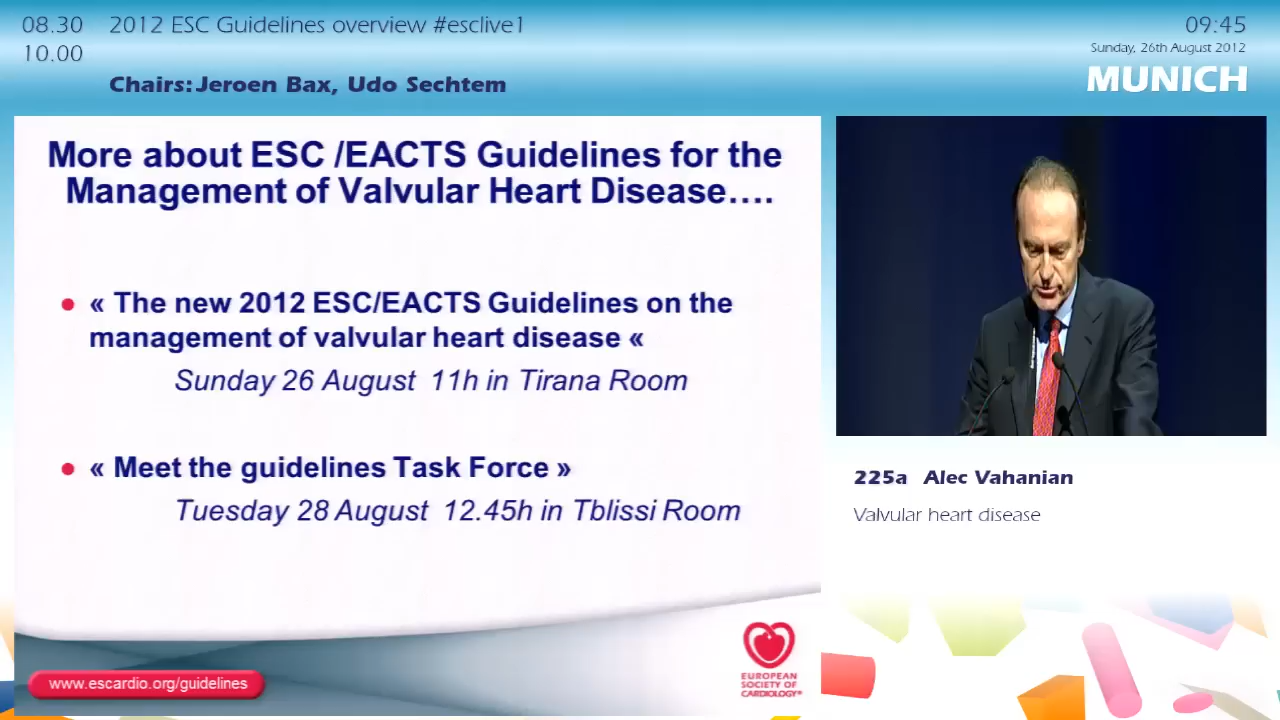 08.30 2012 ESC Guidelines overview #esclive1
10.00
Chairs: Jeroen Bax, Udo Sechtem
09:45
Sunday, 26th August 2012
MUNICH
More about ESC /EACTS Guidelines for the
Management of Valvular Heart Disease….
• « The new 2012 ESC/EACTS Guidelines on the
management of valvular heart disease «
Sunday 26 August 11h in Tirana Room
• « Meet the guidelines Task Force »
Tuesday 28 August 12.45h in Tblissi Room
www.escardio.org/guidelines
EUROPEAN
SOCIETY OF
CARDIOLOGY®
225a Alec Vahanian
Valvular heart disease